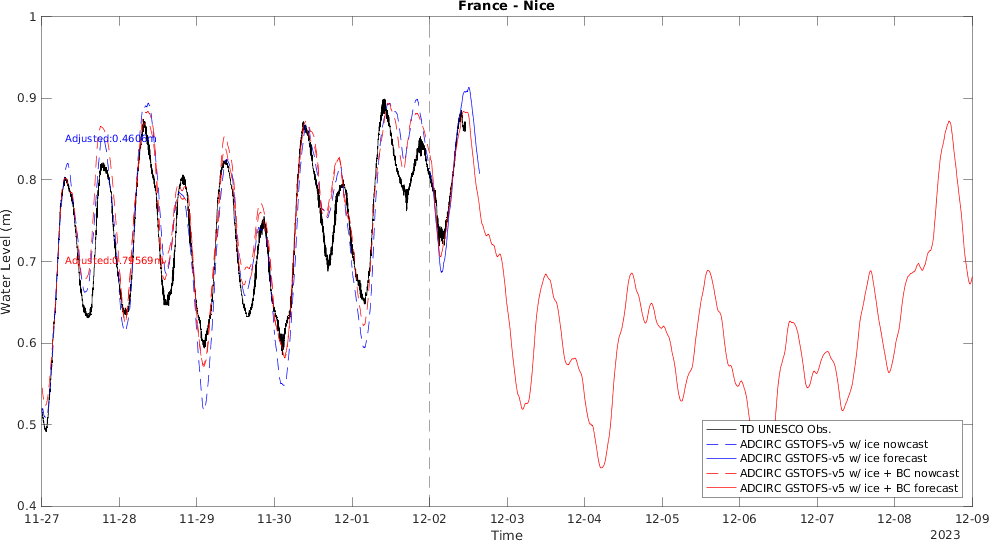 France - Nice
1
0.9
0.8
0.7
0.6
0.5
0.4
Water Level (m)
Adjusted:0.4606m
Adjusted:0.79569m
TD UNESCO Obs.
ADCIRC GSTOFS-v5 w/ ice nowcast
ADCIRC GSTOFS-v5 w/ ice forecast
ADCIRC GSTOFS-v5 w/ ice + BC nowcast
ADCIRC GSTOFS-v5 w/ ice + BC forecast
11-27 11-28 11-29 11-30 12-01 12-02 12-03 12-04 12-05 12-06 12-07 12-08 12-09
Time
2023